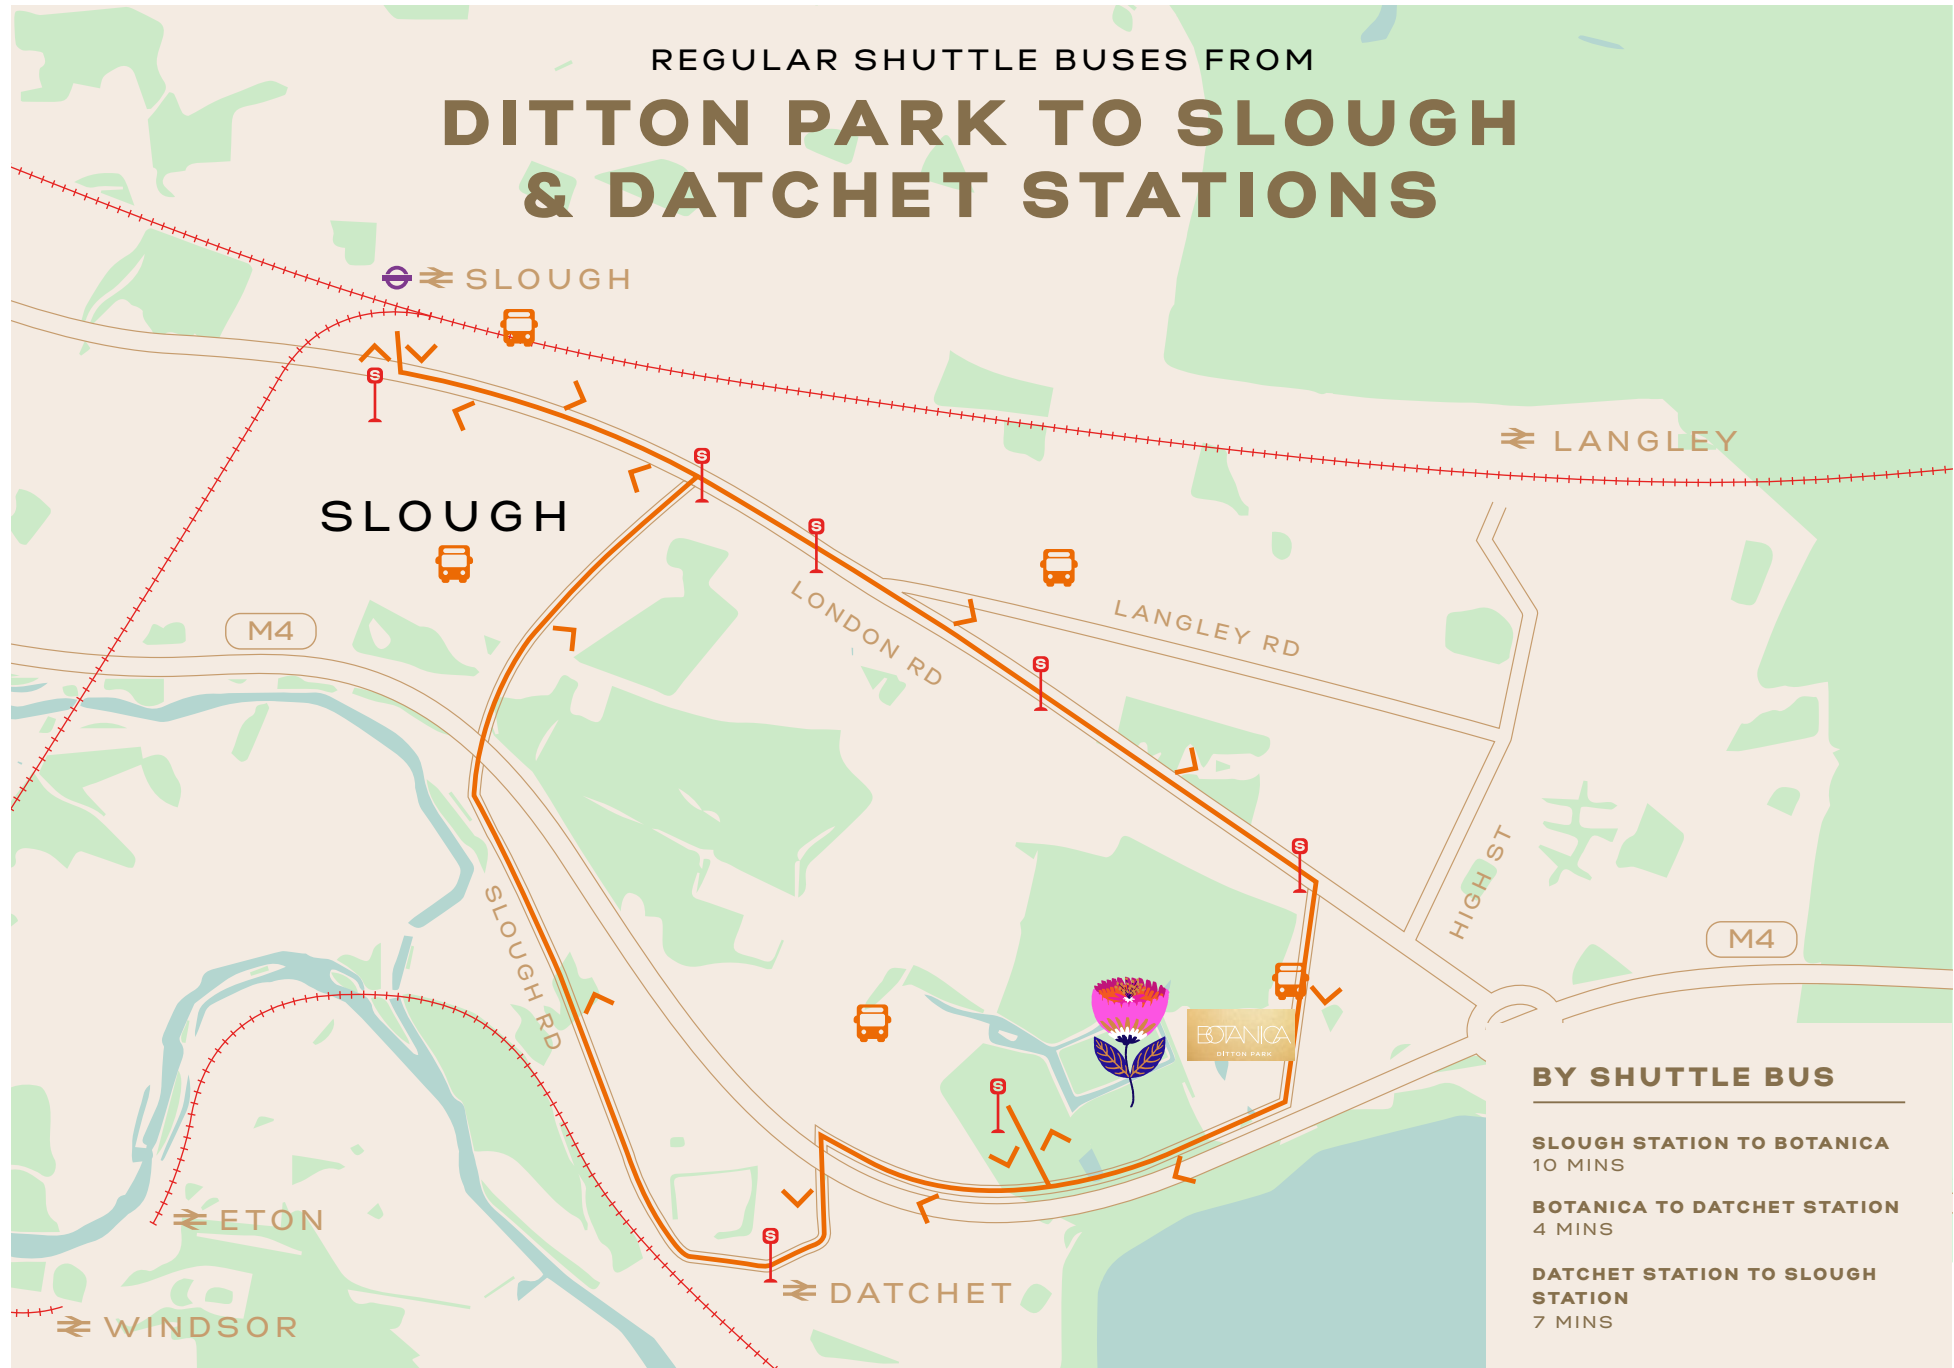 REGULAR SHUTTLE BUSES FROM
DITTON PARK TO SLOUGH
& DATCHET STATIONS
SLOUGH
S
LANGLEY
S
SLOUGH
S
LANGLEY RD
LONDON RD
M4
S
S
HIGH ST
SLOUGH RD
M4
BOTANICA
DITTON PARK
S
BY SHUTTLE BUS
SLOUGH STATION TO BOTANICA
10 MINS
BOTANICA TO DATCHET STATION
4 MINS
DATCHET STATION TO SLOUGH
STATION
7 MINS
ETON
S
DATCHET
WINDSOR